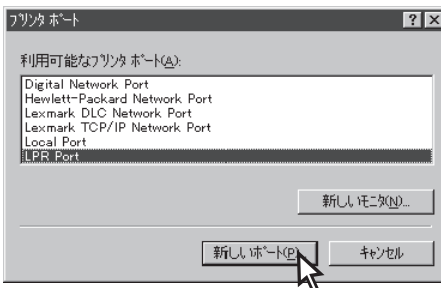 プリンタ ポート
利用可能なプリンタ ポート(A):
Digital Network Port
Hewlett-Packard Network Port
Lexmark DLC Network Port
Lexmark TCP/IP Network Port
Local Port
LPR Port
新しいモニタ(N)...
新しいポート(P)
キャンセル